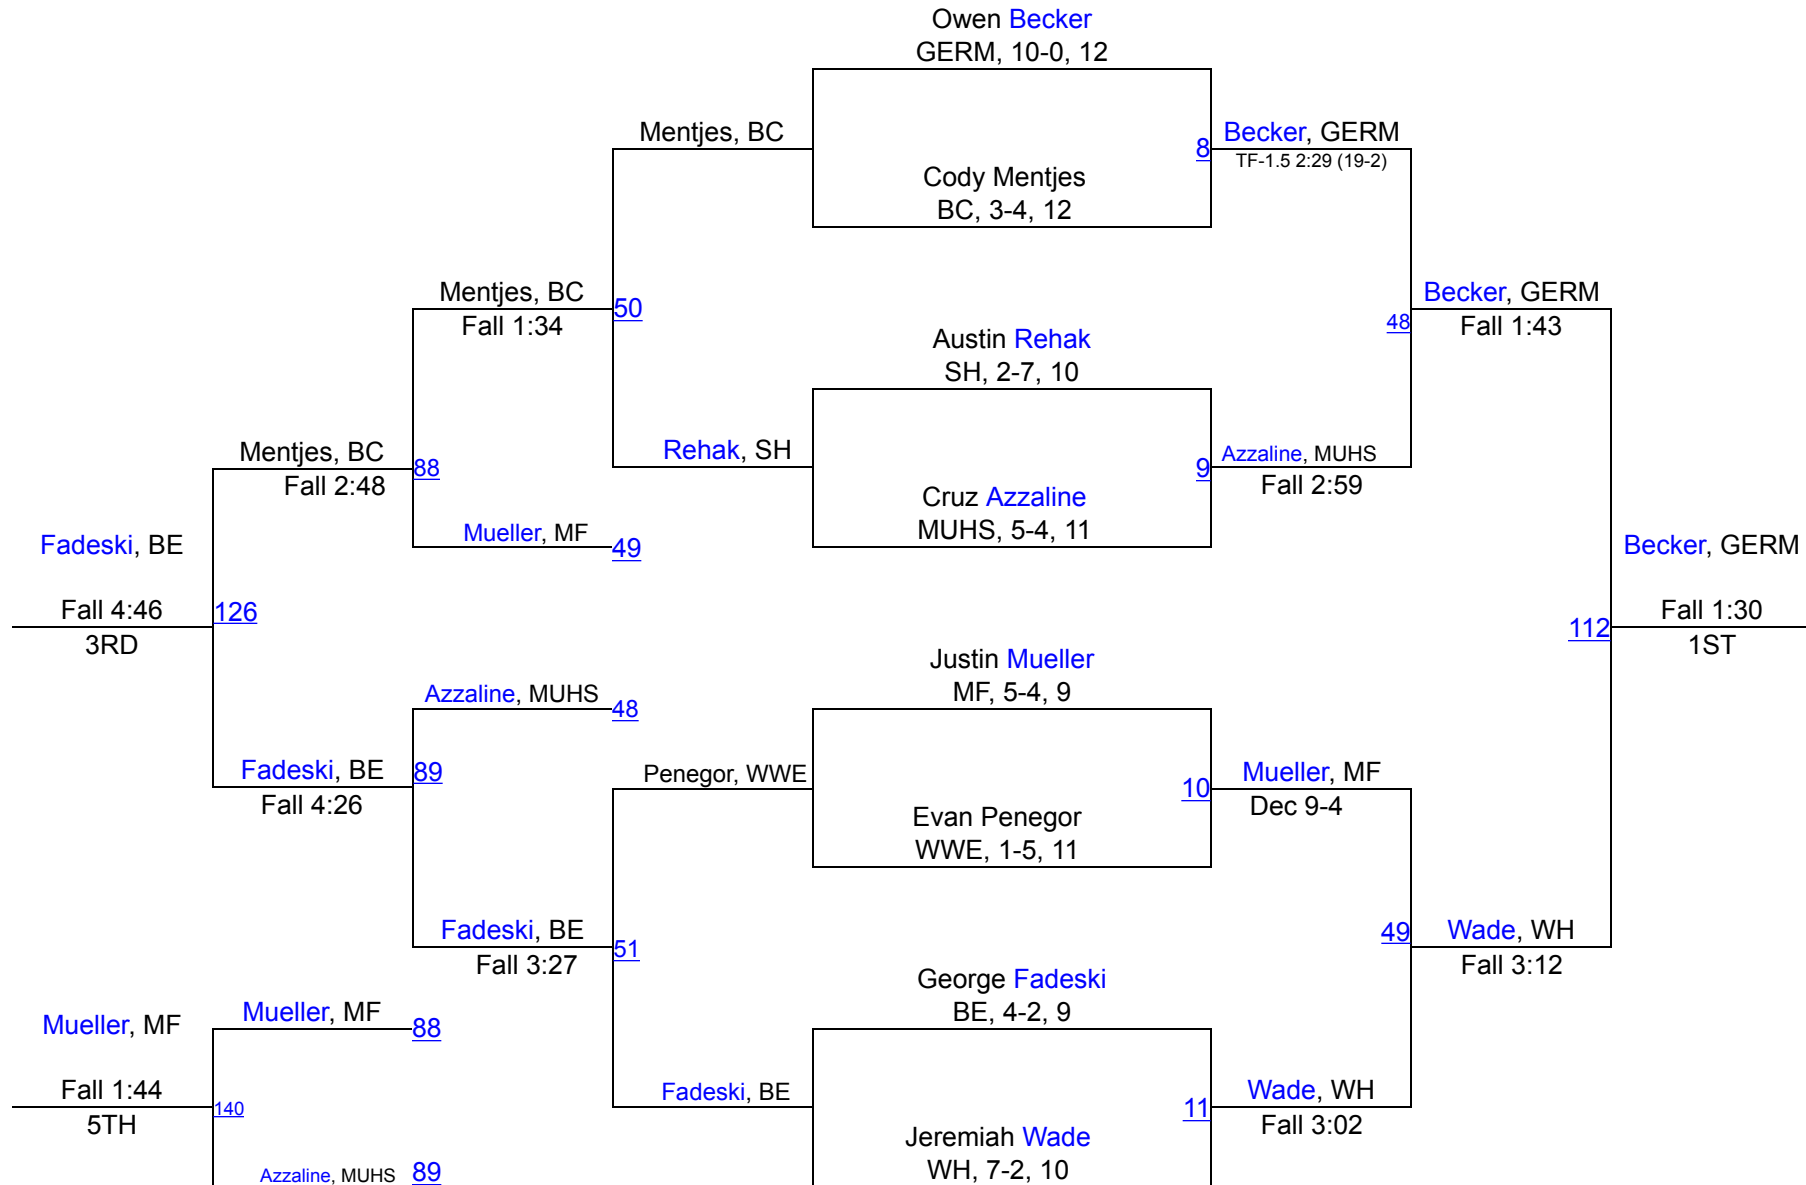 Owen Becker
GERM, 10-0, 12
Mentjes, BC
8
Becker, GERM
TF-1.5 2:29 (19-2)
Cody Mentjes
BC, 3-4, 12
Mentjes, BC
Fall 1:34
50
Becker, GERM
Fall 1:43
48
Austin Rehak
SH, 2-7, 10
Mentjes, BC
Fall 2:48
88
Rehak, SH
9
Azzaline, MUHS
Fall 2:59
Cruz Azzaline
MUHS, 5-4, 11
Mueller, MF
49
Fadeski, BE
Fall 4:46
3RD
126
Becker, GERM
Fall 1:30
1ST
112
Justin Mueller
MF, 5-4, 9
Azzaline, MUHS
48
Fadeski, BE
Fall 4:26
89
Penegor, WWE
10
Mueller, MF
Dec 9-4
Evan Penegor
WWE, 1-5, 11
Fadeski, BE
Fall 3:27
51
49
Wade, WH
Fall 3:12
George Fadeski
BE, 4-2, 9
Mueller, MF
Fall 1:44
5TH
Mueller, MF
88
140
Fadeski, BE
11
Wade, WH
Fall 3:02
Jeremiah Wade
WH, 7-2, 10
Azzaline, MUHS
89